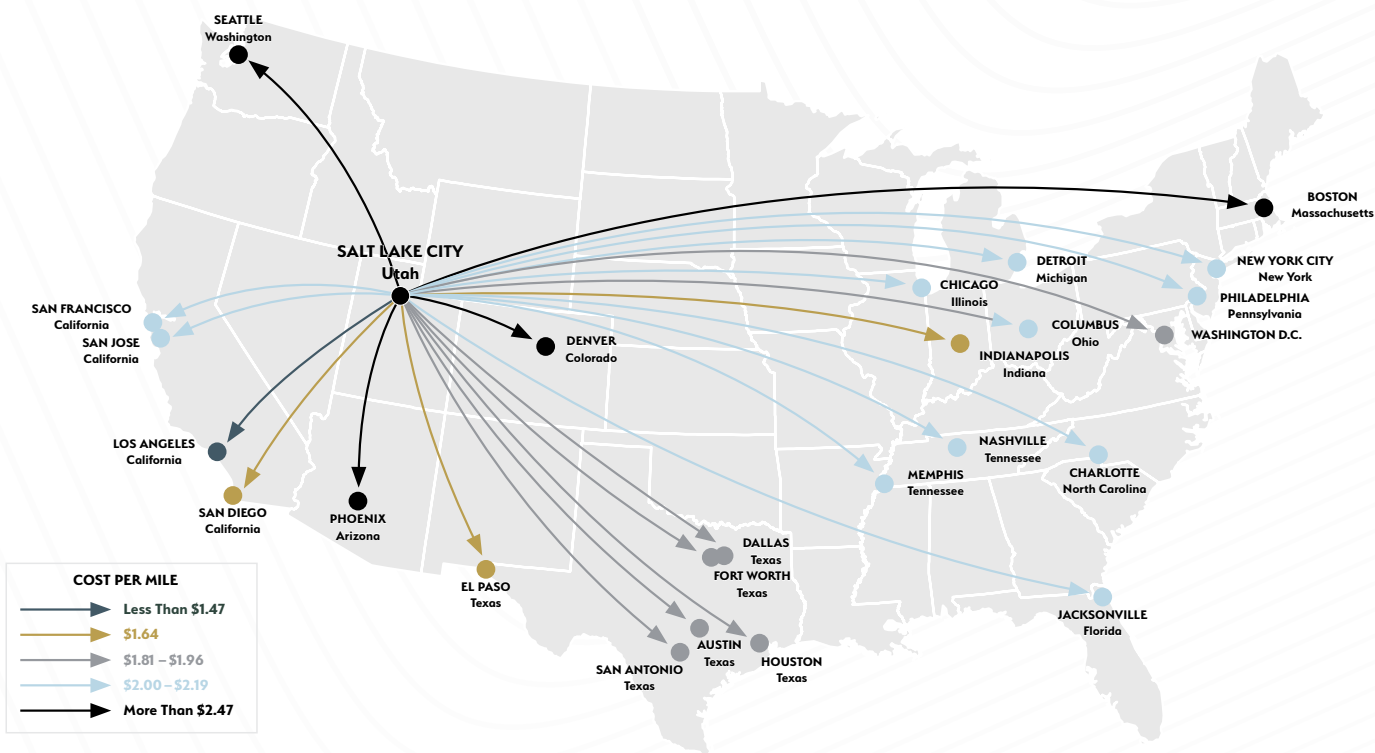 SEATTLE
Washington
BOSTON
Massachusetts
SALT LAKE CITY
Utah
DETROIT
Michigan
NEW YORK CITY
New York
CHICAGO
Illinois
PHILADELPHIA
Pennsylvania
SAN FRANCISCO
California
SAN JOSE
California
COLUMBUS
Ohio
WASHINGTON D.C.
DENVER
Colorado
INDIANAPOLIS
Indiana
LOS ANGELES
California
NASHVILLE
Tennessee
MEMPHIS
Tennessee
CHARLOTTE
North Carolina
SAN DIEGO
California
PHOENIX
Arizona
DALLAS
Texas
FORT WORTH
Texas
EL PASO
Texas
JACKSONVILLE
Florida
AUSTIN
Texas
HOUSTON
Texas
SAN ANTONIO
Texas
COST PER MILE
Less Than $1.47
$1.64
$1.81 – $1.96
$2.00 – $2.19
More Than $2.47